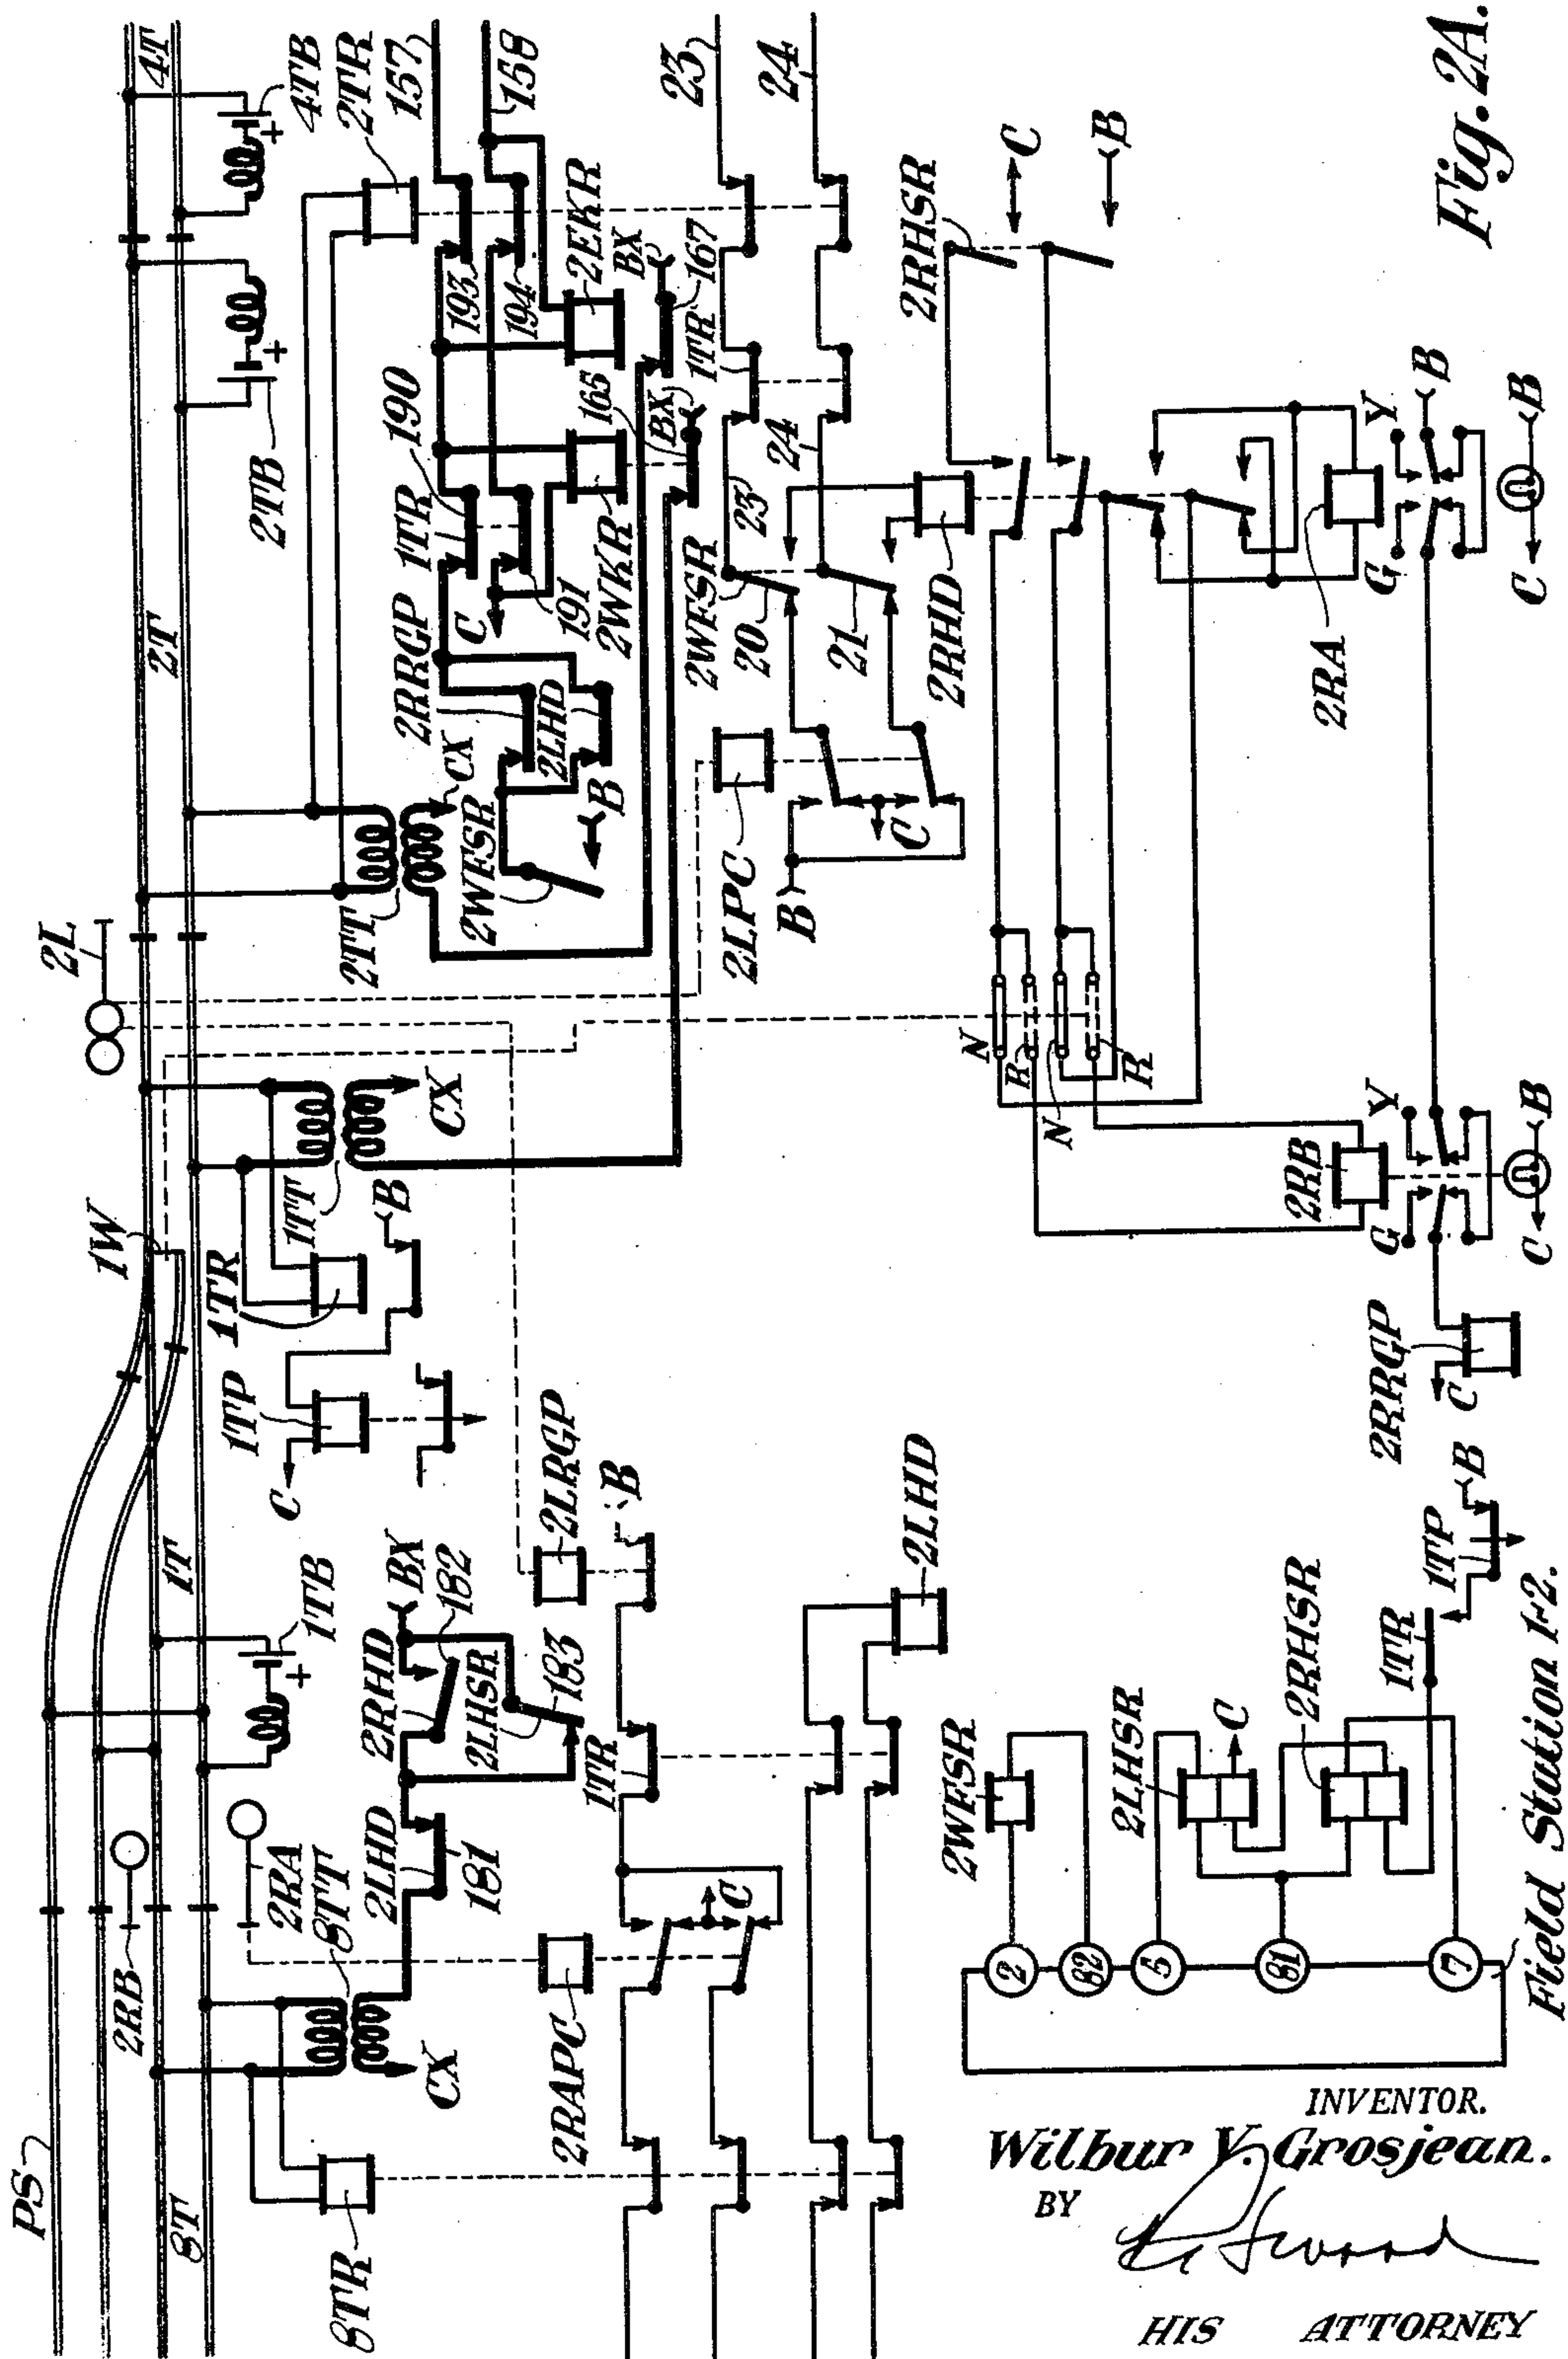 Fig. 2A.
PS
8T
2RB
2RA
8TT
8TR
CX
1T
1TB
+
1W
2L
2T
2TB
+
4T
4TB
+
2TR
157
158
193
194
190
2EKR
BX
167
1TR
165
BX
1TR
2RRGP
C
191
2WKR
2LHD
CX
B
2WFSR
2TT
1TT
CX
1TR
B
1TP
C
BX
182
2RHD
2LHSR
183
2LHD
181
2LRGP
B
1TR
2RAPC
C
2LHD
23
24
23
24
2WFSR
20
21
2RHD
2LPC
B
C
2RHSR
C
B
N
R
N
R
2RA
G
Y
B
C
B
2RB
G
Y
C
B
2RRGP
C
2WFSR
2LHSR
C
2RHSR
1TR
1TP
B
2
82
5
81
7
Field Station 1-2.
INVENTOR.
Wilbur V. Grosjean.
BY
HIS ATTORNEY